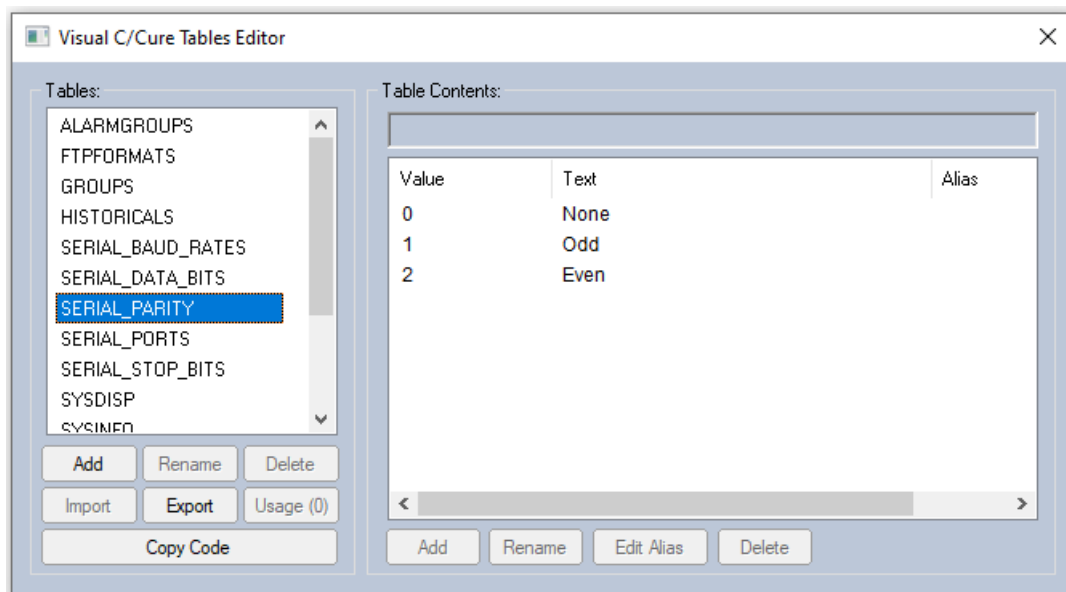 Visual C/Cure Tables Editor
Tables:
ALARMGROUPS
FTPFORMATS
GROUPS
HISTORICALS
SERIAL_BAUD_RATES
SERIAL_DATA_BITS
SERIAL_PARITY
SERIAL_PORTS
SERIAL_STOP_BITS
SYSDISP
SYSINFO
Add Rename Delete
Import Export Usage (0)
Copy Code
Table Contents:
Value Text Alias
0 None
1 Odd
2 Even
Add Rename Edit Alias Delete